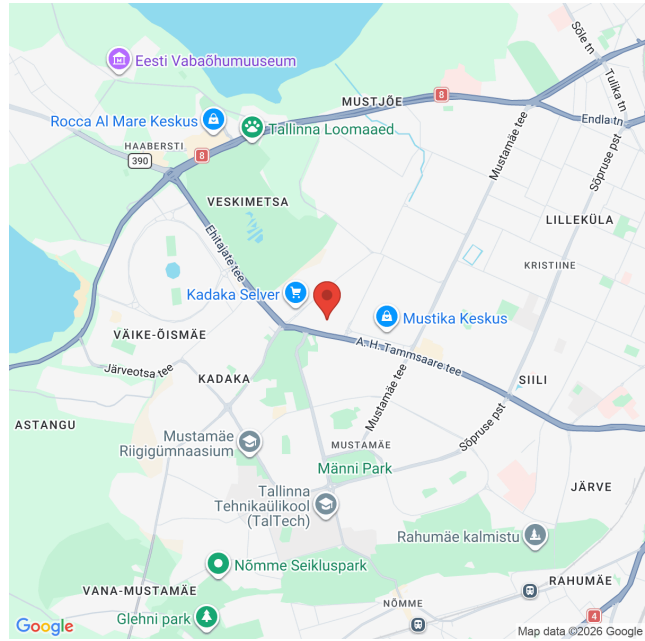 Eesti Vabaõhumuuseum
Sõle tn
Tulika tn
MUSTJÕE
8
Endla tn
Rocca Al Mare Keskus
Tallinna Loomaaed
HAABERSTI
8
390
Mustamäe tee
Sõpruse pst
VESKIMETSA
LILLEKÜLA
Ehitajate tee
KRISTIINE
Kadaka Selver
Mustika Keskus
VÄIKE-ÕISMÄE
A. H. Tammsaare tee
Järveotsa tee
KADAKA
SIILI
Mustamäe tee
ASTANGU
Sõpruse pst
Mustamäe
Riigigümnaasium
MUSTAMÄE
Männi Park
JÄRVE
Tallinna
Tehnikaülikool
(TalTech)
Rahumäe kalmistu
Nõmme Seikluspark
RAHUMÄE
VANA-MUSTAMÄE
NÕMME
Glehni park
4
Google
Map data ©2026 Google